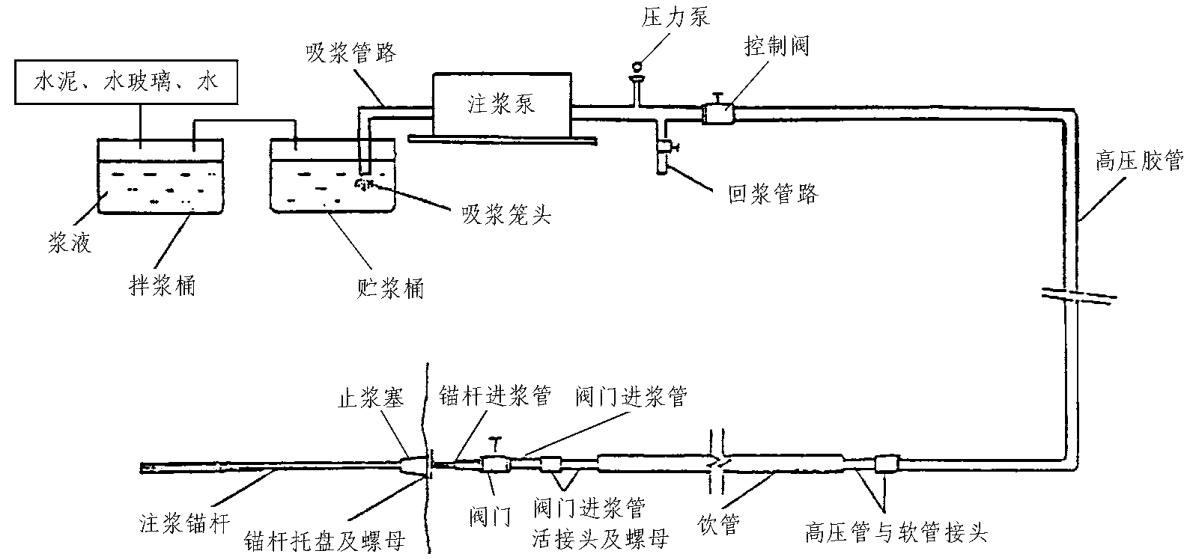 压力泵
吸浆管路
控制阀
水泥、水玻璃、水
注浆泵
高压胶管
回浆管路
吸浆笼头
浆液
拌浆桶
贮浆桶
止浆塞
锚杆进浆管
阀门进浆管
注浆锚杆
锚杆托盘及螺母
阀门
阀门进浆管
活接头及螺母
饮管
高压管与软管接头